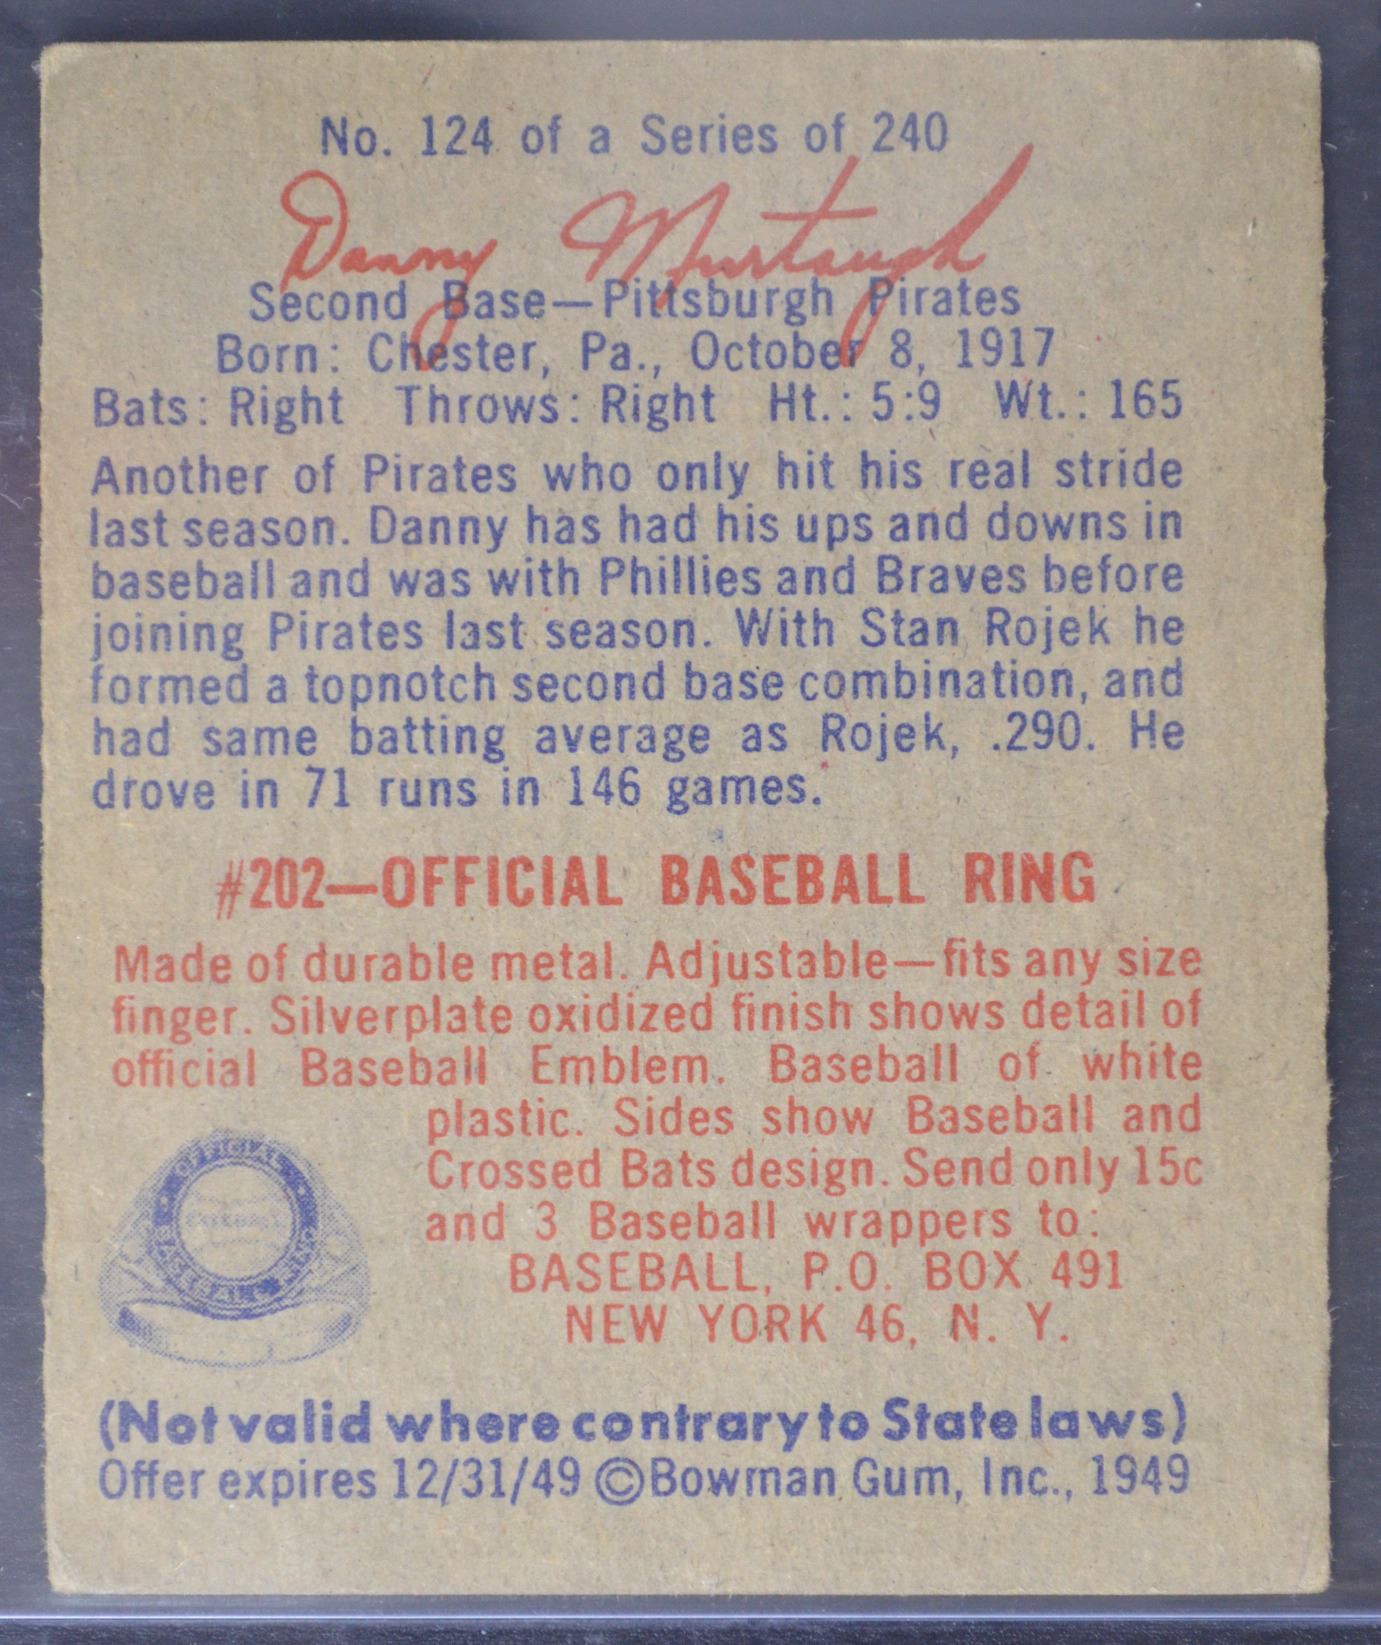 No. 124 of a Series of 240
Danny Murtaugh
Second Base—Pittsburgh Pirates
Born: Chester, Pa., October 8, 1917
Bats: Right Throws: Right Ht.: 5:9 Wt.: 165
Another of Pirates who only hit his real stride
last season. Danny has had his ups and downs in
baseball and was with Phillies and Braves before
joining Pirates last season. With Stan Rojek he
formed a topnotch second base combination, and
had same batting average as Rojek, .290. He
drove in 71 runs in 146 games.
#202—OFFICIAL BASEBALL RING
Made of durable metal. Adjustable—fits any size
finger. Silverplate oxidized finish shows detail of
official Baseball Emblem. Baseball of white
plastic. Sides show Baseball and
Crossed Bats design. Send only 15c
and 3 Baseball wrappers to:
BASEBALL, P.O. BOX 491
NEW YORK 46, N. Y.
OFFICIAL
BASEBALL RING
(Not valid where contrary to State laws)
Offer expires 12/31/49 ©Bowman Gum, Inc., 1949